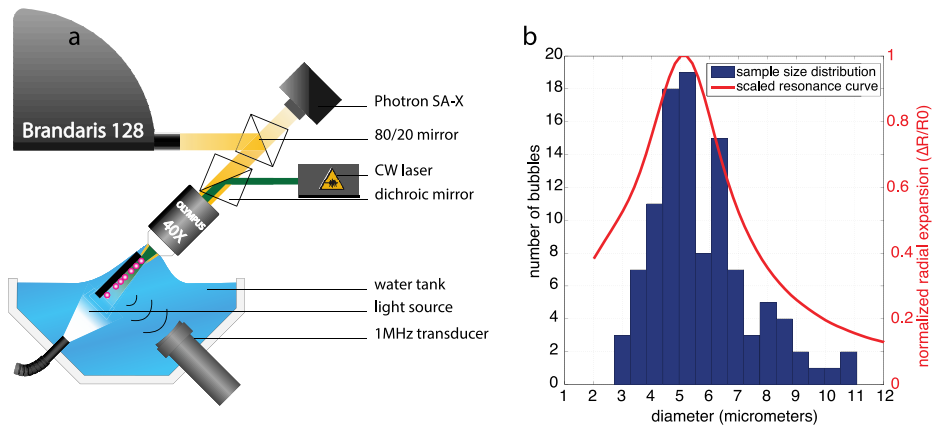 a
Brandaris 128
Photron SA-X
80/20 mirror
CW laser
dichroic mirror
OLYMPUS
40X
water tank
light source
1MHz transducer
b
sample size distribution
scaled resonance curve
number of bubbles
20
18
16
14
12
10
8
6
4
2
0
1 2 3 4 5 6 7 8 9 10 11 12
diameter (micrometers)
1
0.8
0.6
0.4
0.2
0
normalized radial expansion (ΔR/R0)